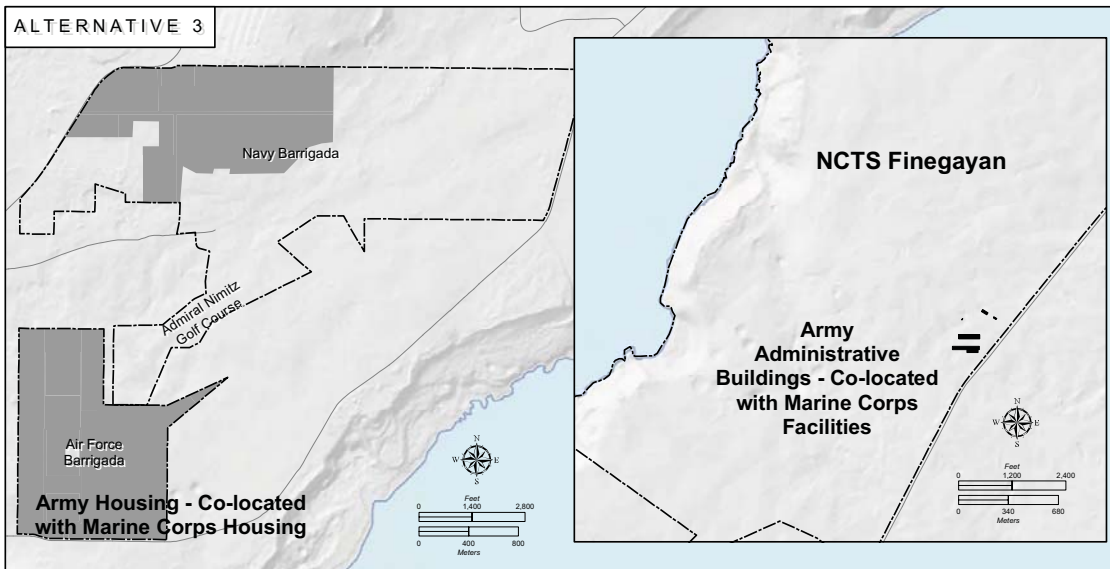 ALTERNATIVE 3
Navy Barrigada
Admiral Nimitz
Golf Course
Air Force
Barrigada
Army Housing - Co-located
with Marine Corps Housing
N
W E
S
Feet
0 1,400 2,800
0 400 800
Meters
NCTS Finegayan
Army
Administrative
Buildings - Co-located
with Marine Corps
Facilities
N
W E
S
Feet
0 1,200 2,400
0 340 680
Meters